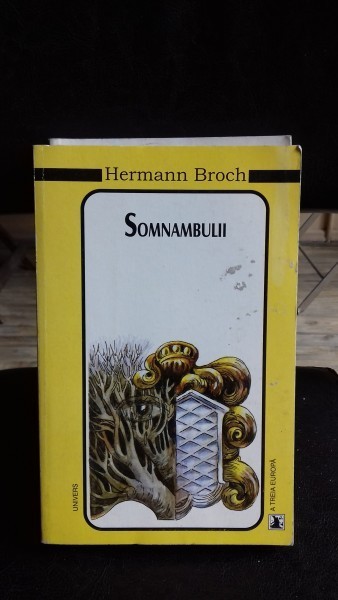 Hermann Broch
SOMNAMBULII
UNIVERS
A TREIA EUROPĂ